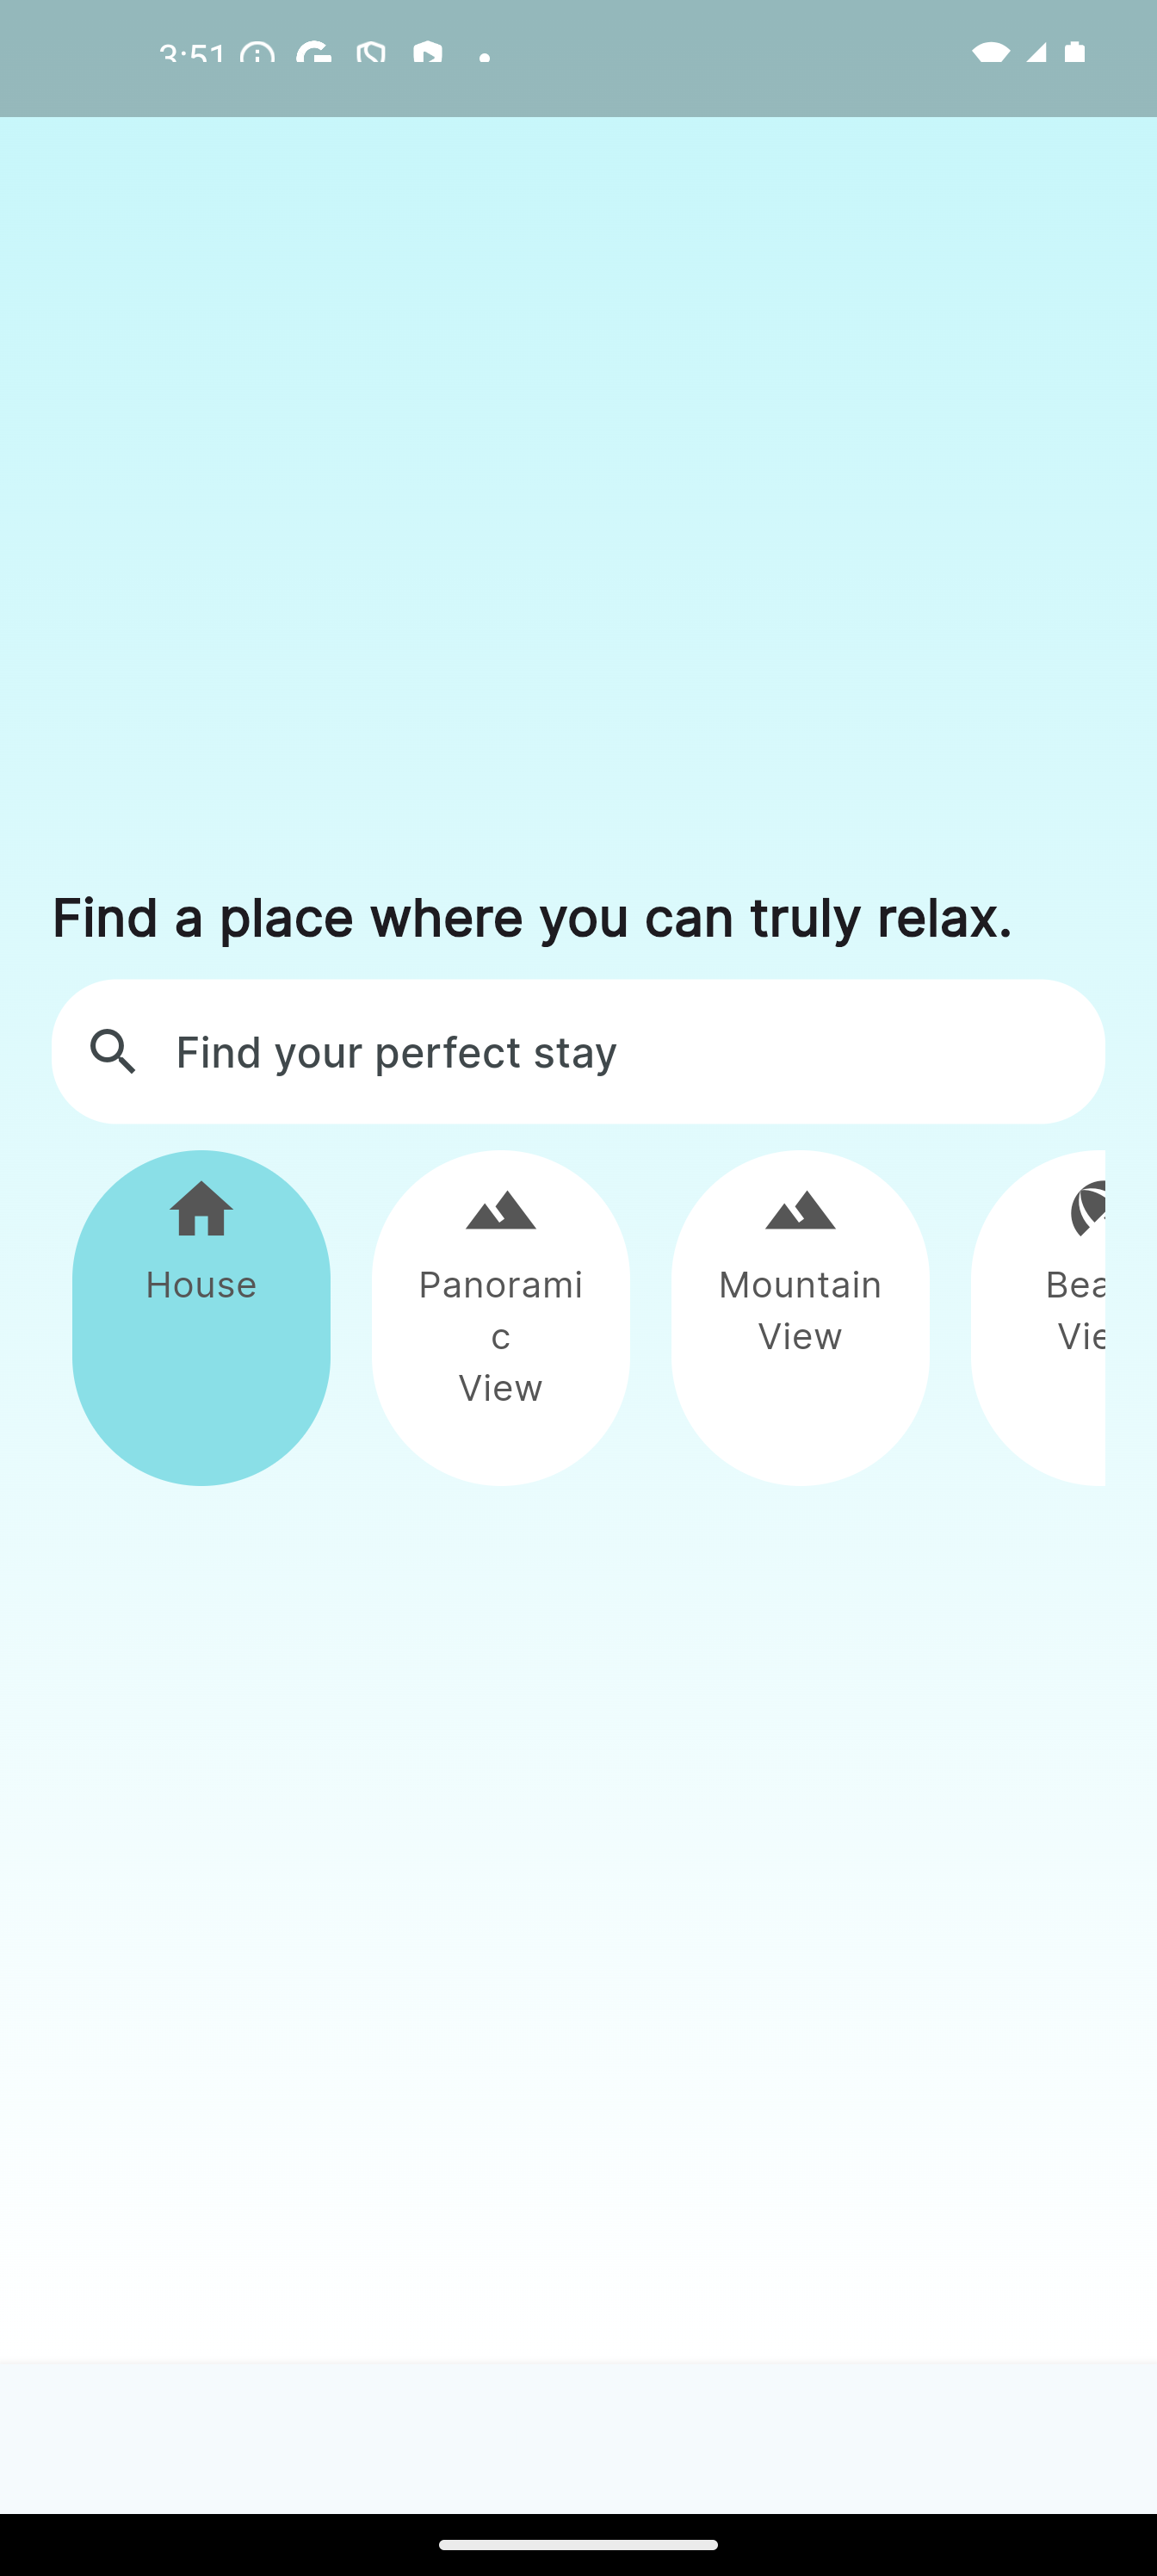 3:51
Find a place where you can truly relax.
Find your perfect stay
House
Panorami
c
View
Mountain
View
Bea
Vie